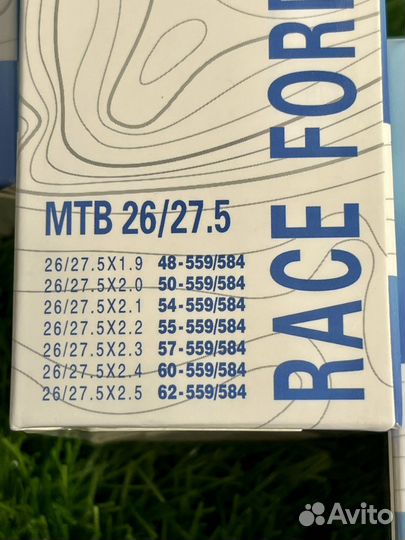 MTB 26/27.5
26/27.5X1.9 48-559/584
26/27.5X2.0 50-559/584
26/27.5X2.1 54-559/584
26/27.5X2.2 55-559/584
26/27.5X2.3 57-559/584
26/27.5X2.4 60-559/584
26/27.5X2.5 62-559/584
RACE
Avito